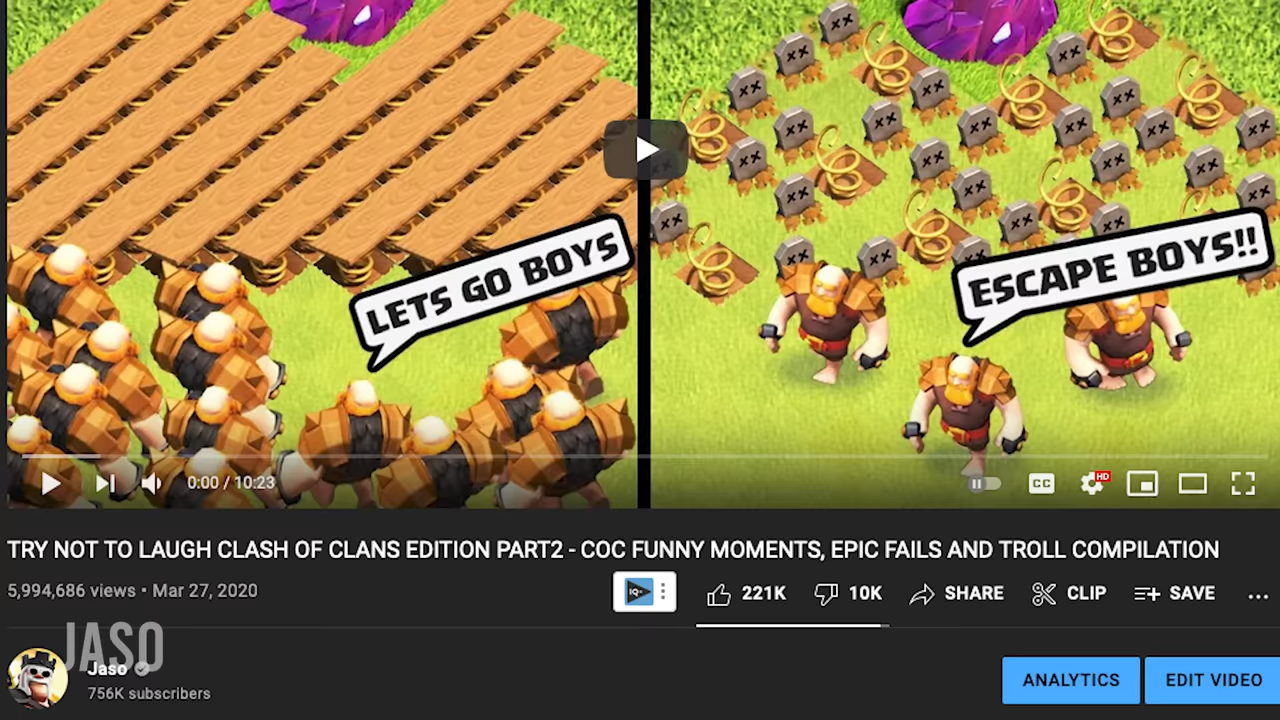 LETS GO BOYS
ESCAPE BOYS!!
0:00 / 10:23
CC
HD
TRY NOT TO LAUGH CLASH OF CLANS EDITION PART2 - COC FUNNY MOMENTS, EPIC FAILS AND TROLL COMPILATION
5,994,686 views • Mar 27, 2020
IQ
221K
10K
SHARE
CLIP
SAVE
JASO
Jaso
756K subscribers
ANALYTICS
EDIT VIDEO